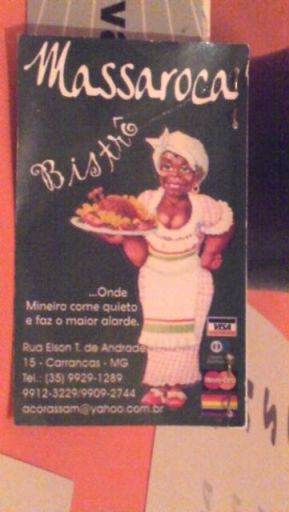 Massaroca
Bistrô
...Onde
Mineiro come quieto
e faz o maior alarde.
Rua Elson T. de Andrade
15 - Carrancas - MG
Tel.: (35) 9929-1289
9912-3229/9909-2744
acorassam@yahoo.com.br
VISA